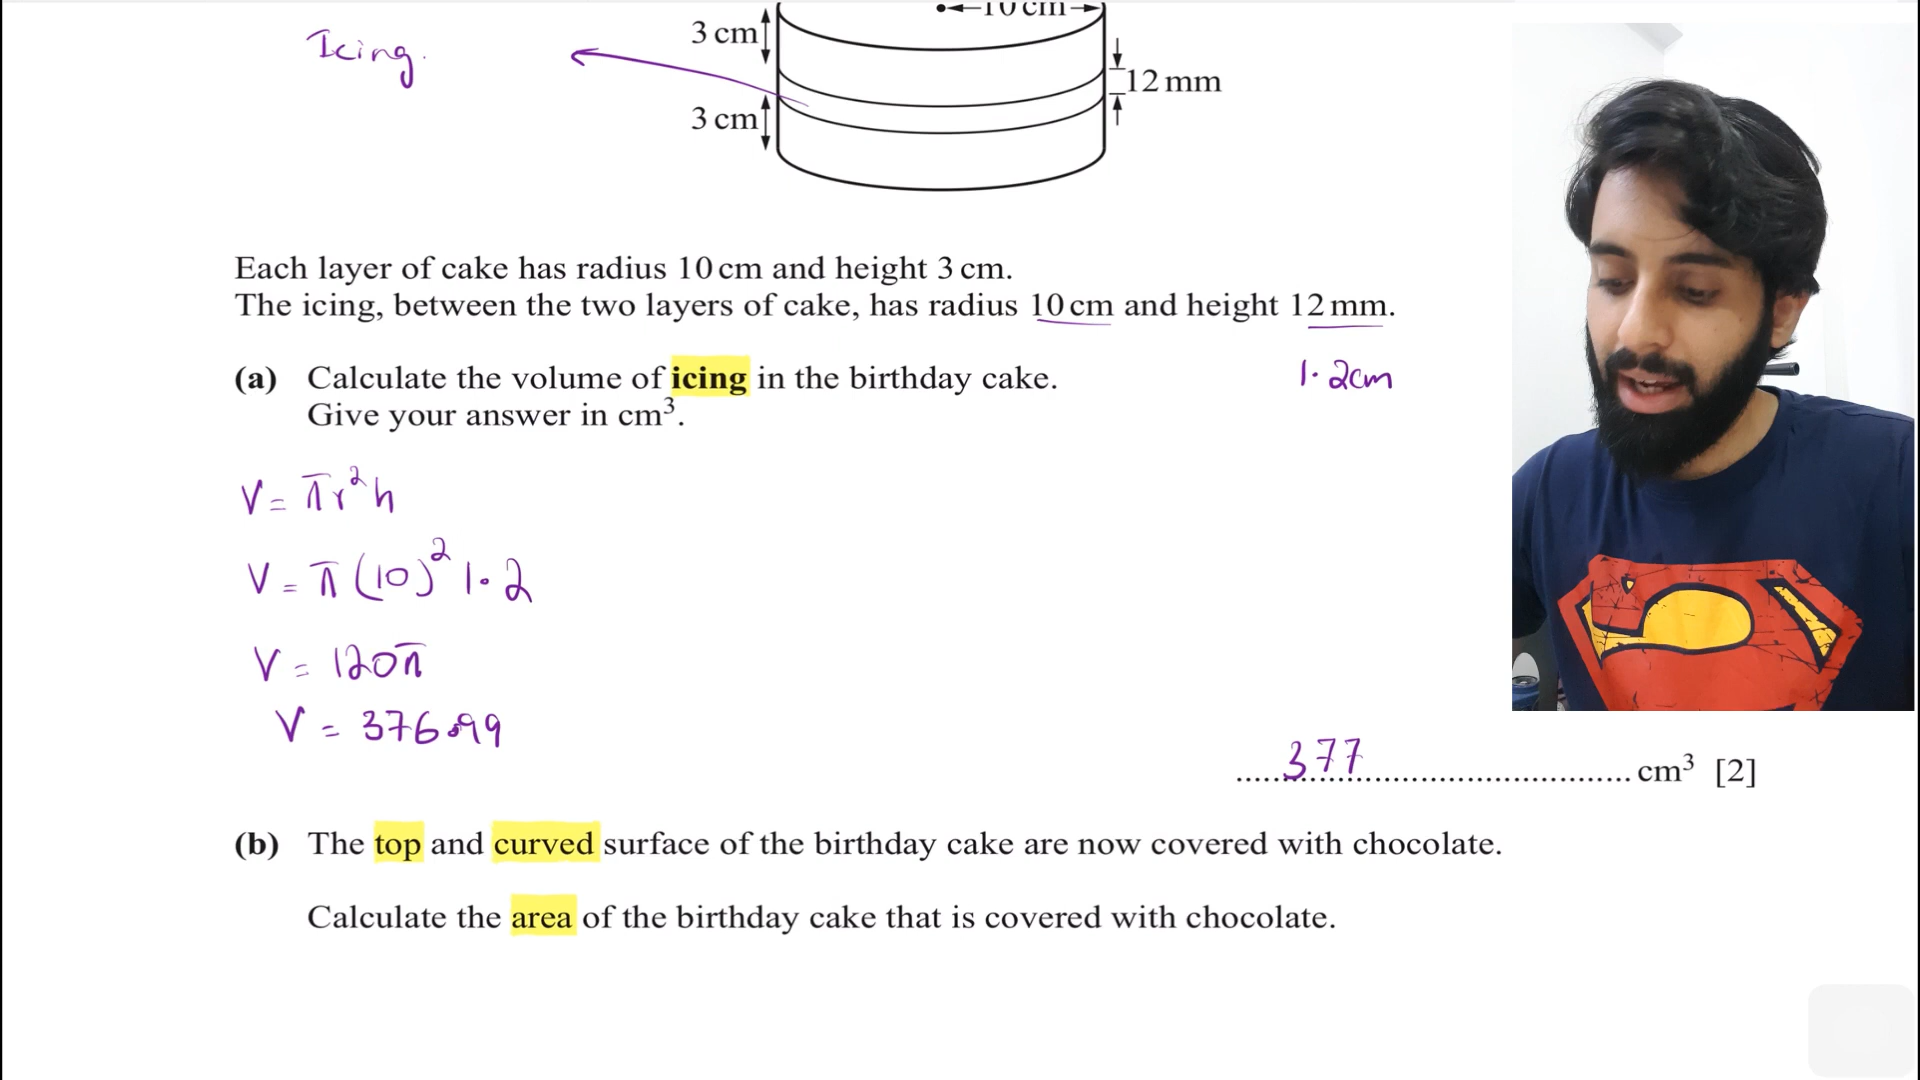 10 cm
3 cm
Icing.
12 mm
3 cm
Each layer of cake has radius 10 cm and height 3 cm.
The icing, between the two layers of cake, has radius 10 cm and height 12 mm.
(a) Calculate the volume of icing in the birthday cake.
1.2cm
Give your answer in cm³.
V = πr²h
V = π(10)² 1.2
V = 120π
V = 376.99
377 cm³ [2]
(b) The top and curved surface of the birthday cake are now covered with chocolate.
Calculate the area of the birthday cake that is covered with chocolate.